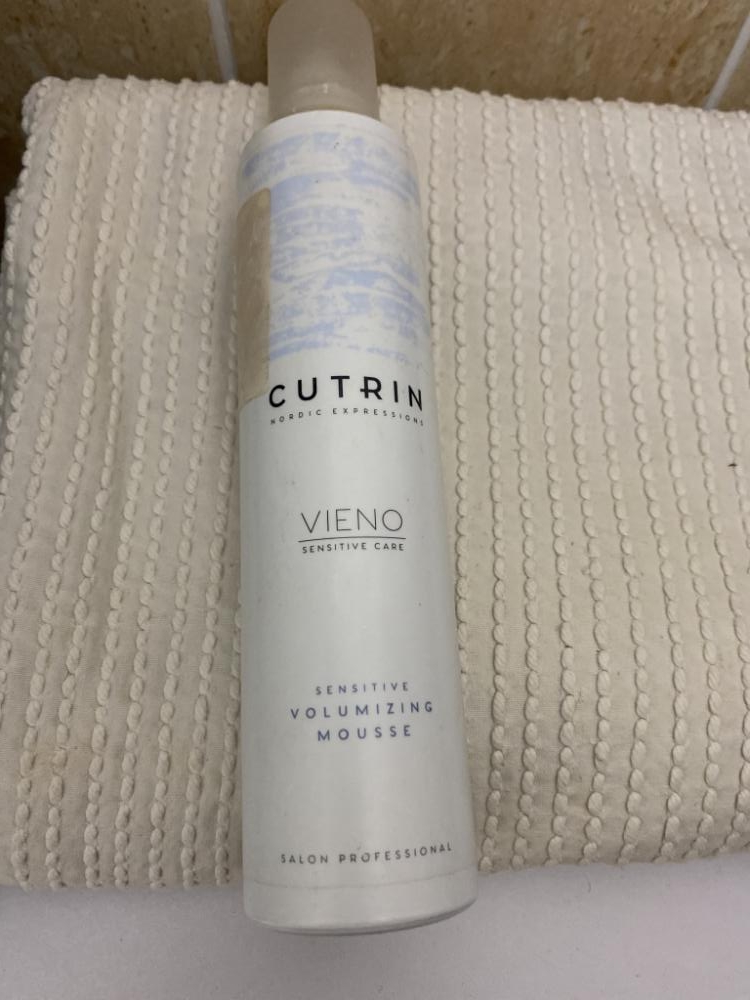 CUTRIN
NORDIC EXPRESSIONS
VIENO
SENSITIVE CARE
SENSITIVE
VOLUMIZING
MOUSSE
SALON PROFESSIONAL